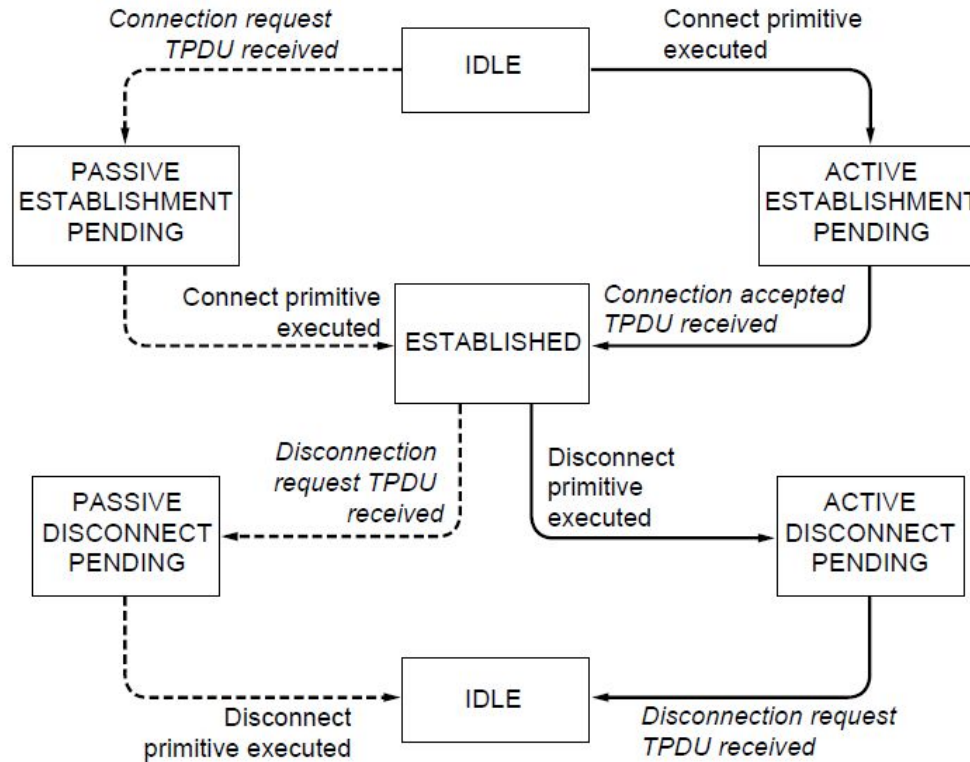 Connection request
TPDU received
IDLE
Connect primitive
executed
PASSIVE
ESTABLISHMENT
PENDING
ACTIVE
ESTABLISHMENT
PENDING
Connect primitive
executed
ESTABLISHED
Connection accepted
TPDU received
Disconnection
request TPDU
received
Disconnect
primitive
executed
PASSIVE
DISCONNECT
PENDING
ACTIVE
DISCONNECT
PENDING
Disconnect
primitive executed
IDLE
Disconnection request
TPDU received